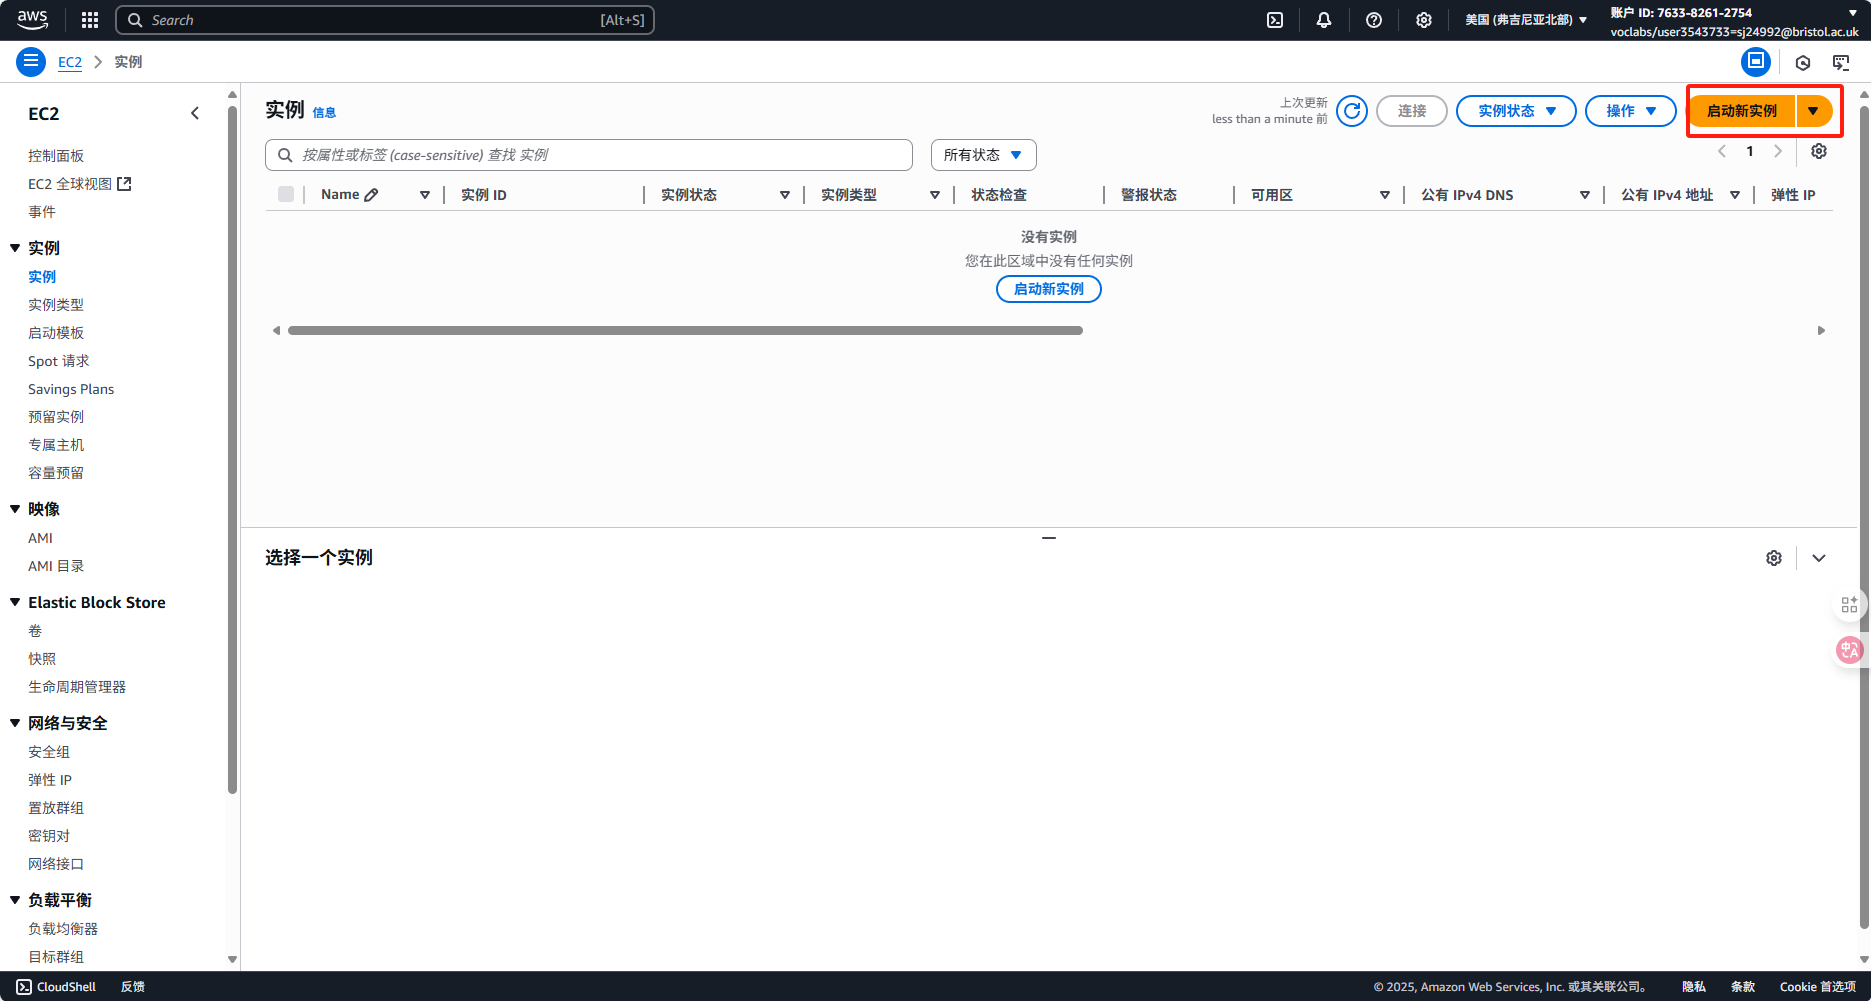 aws
Search
[Alt+S]
美国 (弗吉尼亚北部)
账户 ID: 7633-8261-2754
voclabs/user3543733=sj24992@bristol.ac.uk
EC2
实例
EC2
控制面板
EC2 全球视图
事件
实例
实例
实例类型
启动模板
Spot 请求
Savings Plans
预留实例
专属主机
容量预留
映像
AMI
AMI 目录
Elastic Block Store
卷
快照
生命周期管理器
网络与安全
安全组
弹性 IP
置放群组
密钥对
网络接口
负载平衡
负载均衡器
目标群组
实例 信息
上次更新
less than a minute 前
连接
实例状态
操作
启动新实例
按属性或标签 (case-sensitive) 查找 实例
所有状态
1
Name
实例 ID
实例状态
实例类型
状态检查
警报状态
可用区
公有 IPv4 DNS
公有 IPv4 地址
弹性 IP
没有实例
您在此区域中没有任何实例
启动新实例
选择一个实例
中A
CloudShell
反馈
© 2025, Amazon Web Services, Inc. 或其关联公司。
隐私
条款
Cookie 首选项